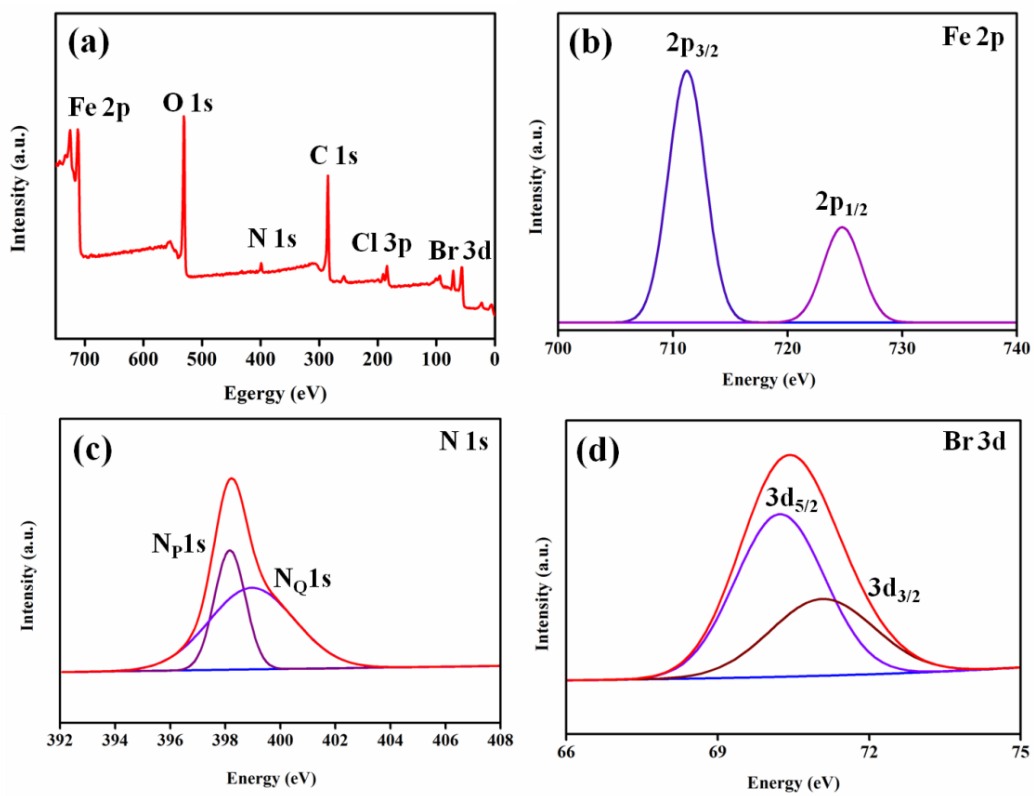 (a)
Fe 2p
O 1s
N 1s
C 1s
Cl 3p
Br 3d
Intensity (a.u.)
700 600 500 400 300 200 100 0
Egergy (eV)
(b)
Fe 2p
2p3/2
2p1/2
Intensity (a.u.)
700 710 720 730 740
Energy (eV)
(c)
N 1s
NP1s
NQ1s
Intensity (a.u.)
392 394 396 398 400 402 404 406 408
Energy (eV)
(d)
Br 3d
3d5/2
3d3/2
Intensity (a.u.)
66 69 72 75
Energy (eV)